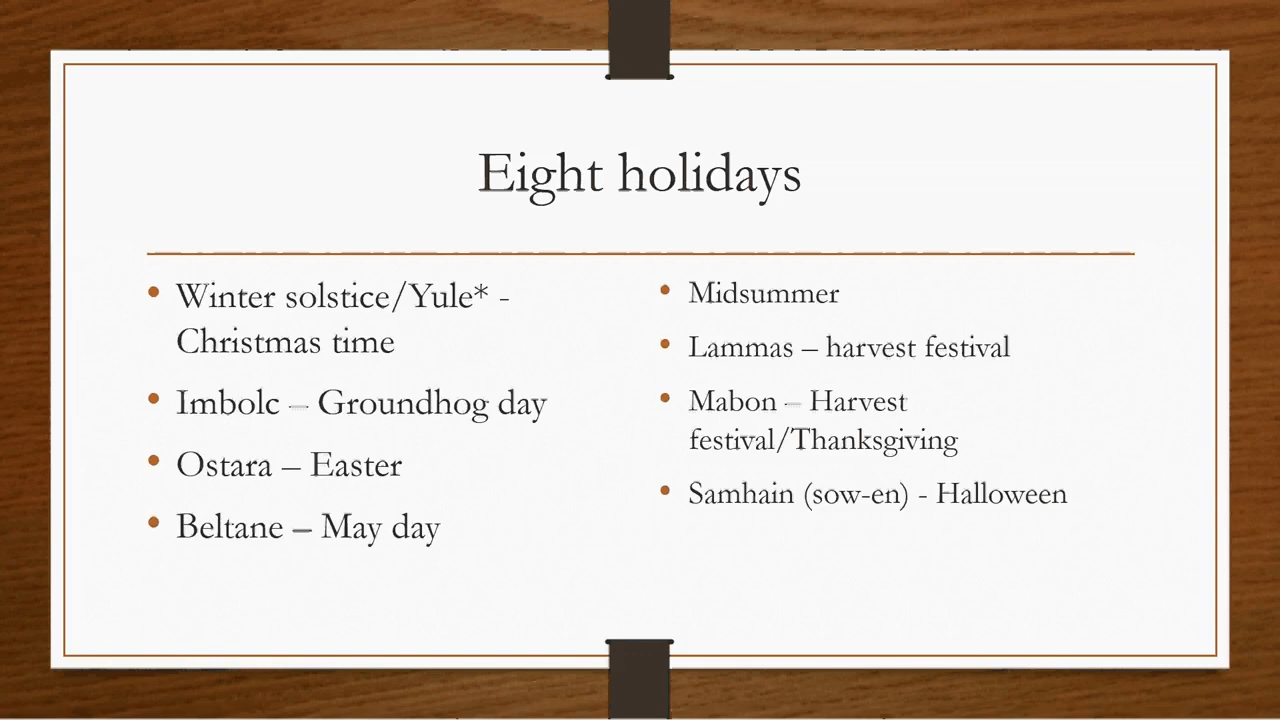 Eight holidays
• Winter solstice/Yule* -
Christmas time
• Imbolc – Groundhog day
• Ostara – Easter
• Beltane – May day
• Midsummer
• Lammas – harvest festival
• Mabon – Harvest
festival/Thanksgiving
• Samhain (sow-en) - Halloween